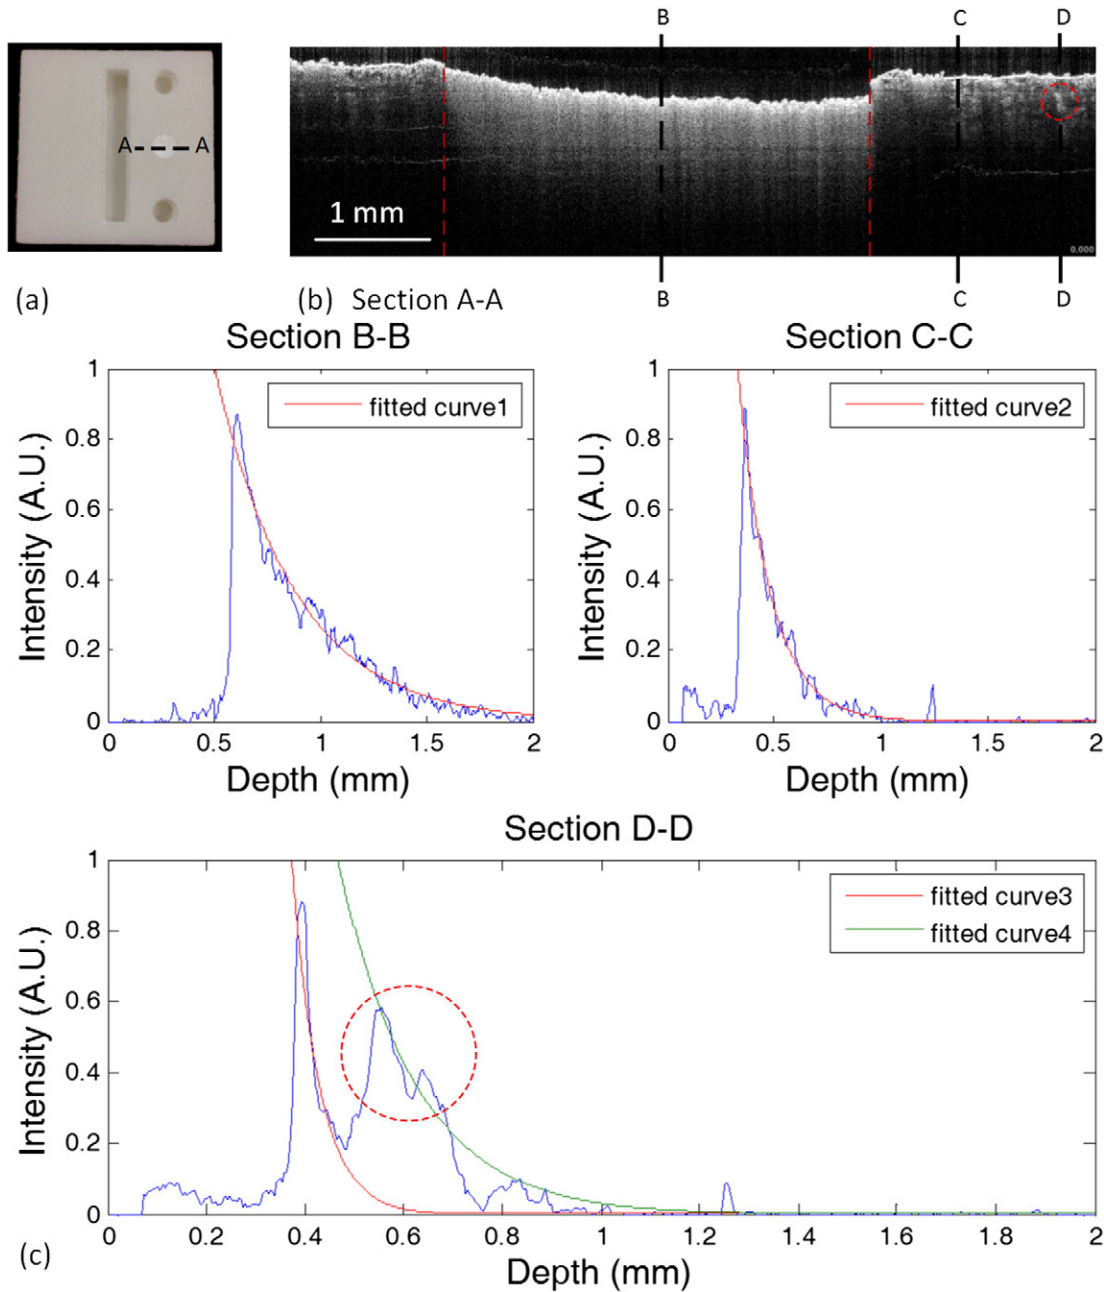 B C D
A A
1 mm
0.000
B C D
(a) (b) Section A-A
Section B-B
1
0.8
0.6
0.4
0.2
0
Intensity (A.U.)
fitted curve1
0 0.5 1 1.5 2
Depth (mm)
Section C-C
1
0.8
0.6
0.4
0.2
0
Intensity (A.U.)
fitted curve2
0 0.5 1 1.5 2
Depth (mm)
Section D-D
1
0.8
0.6
0.4
0.2
0
Intensity (A.U.)
fitted curve3
fitted curve4
0 0.2 0.4 0.6 0.8 1 1.2 1.4 1.6 1.8 2
Depth (mm)
(c)